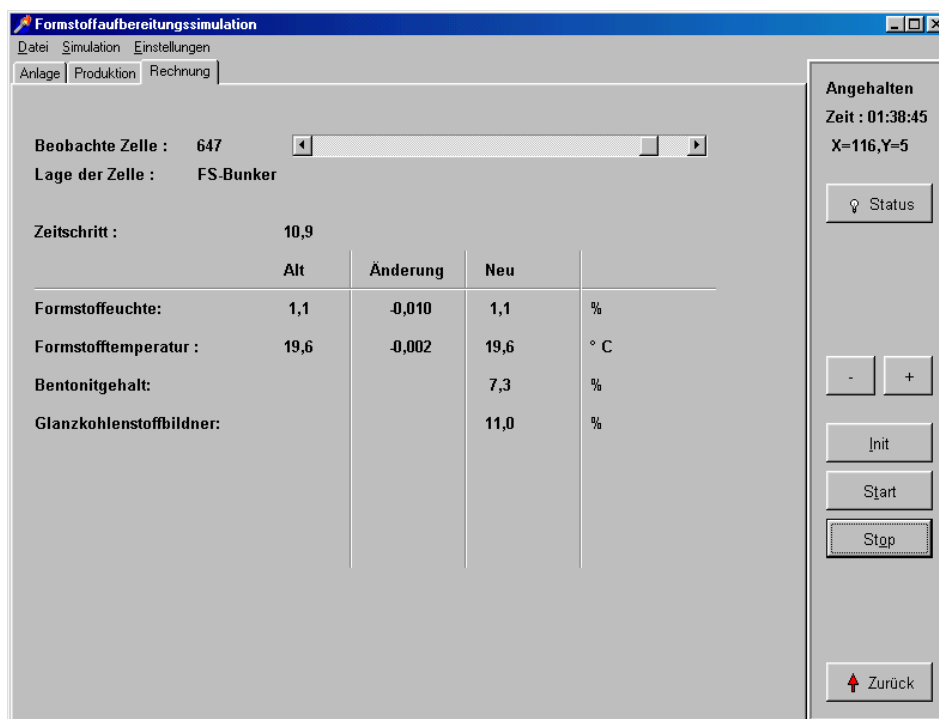 Formstoffaufbereitungssimulation
Datei Simulation Einstellungen
Anlage Produktion Rechnung
Beobachte Zelle : 647
Lage der Zelle : FS-Bunker
Zeitschritt : 10,9
Alt Änderung Neu
Formstoffeuchte: 1,1 -0,010 1,1 %
Formstofftemperatur : 19,6 -0,002 19,6 ° C
Bentonitgehalt: 7,3 %
Glanzkohlenstoffbildner: 11,0 %
Angehalten
Zeit : 01:38:45
X=116,Y=5
Status
- +
Init
Start
Stop
Zurück